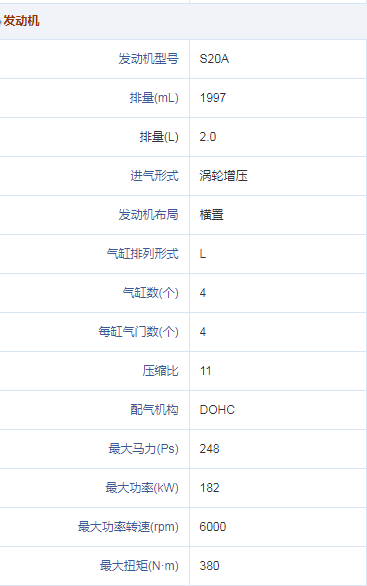 发动机
发动机型号 S20A
排量(mL) 1997
排量(L) 2.0
进气形式 涡轮增压
发动机布局 横置
气缸排列形式 L
气缸数(个) 4
每缸气门数(个) 4
压缩比 11
配气机构 DOHC
最大马力(Ps) 248
最大功率(kW) 182
最大功率转速(rpm) 6000
最大扭矩(N·m) 380